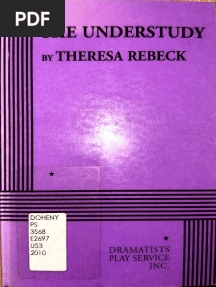 PDF
UNDERSTUDY
BY THERESA REBECK
DOHENY
PS
3568
E2697
U53
2010
DRAMATISTS
PLAY SERVICE
INC.